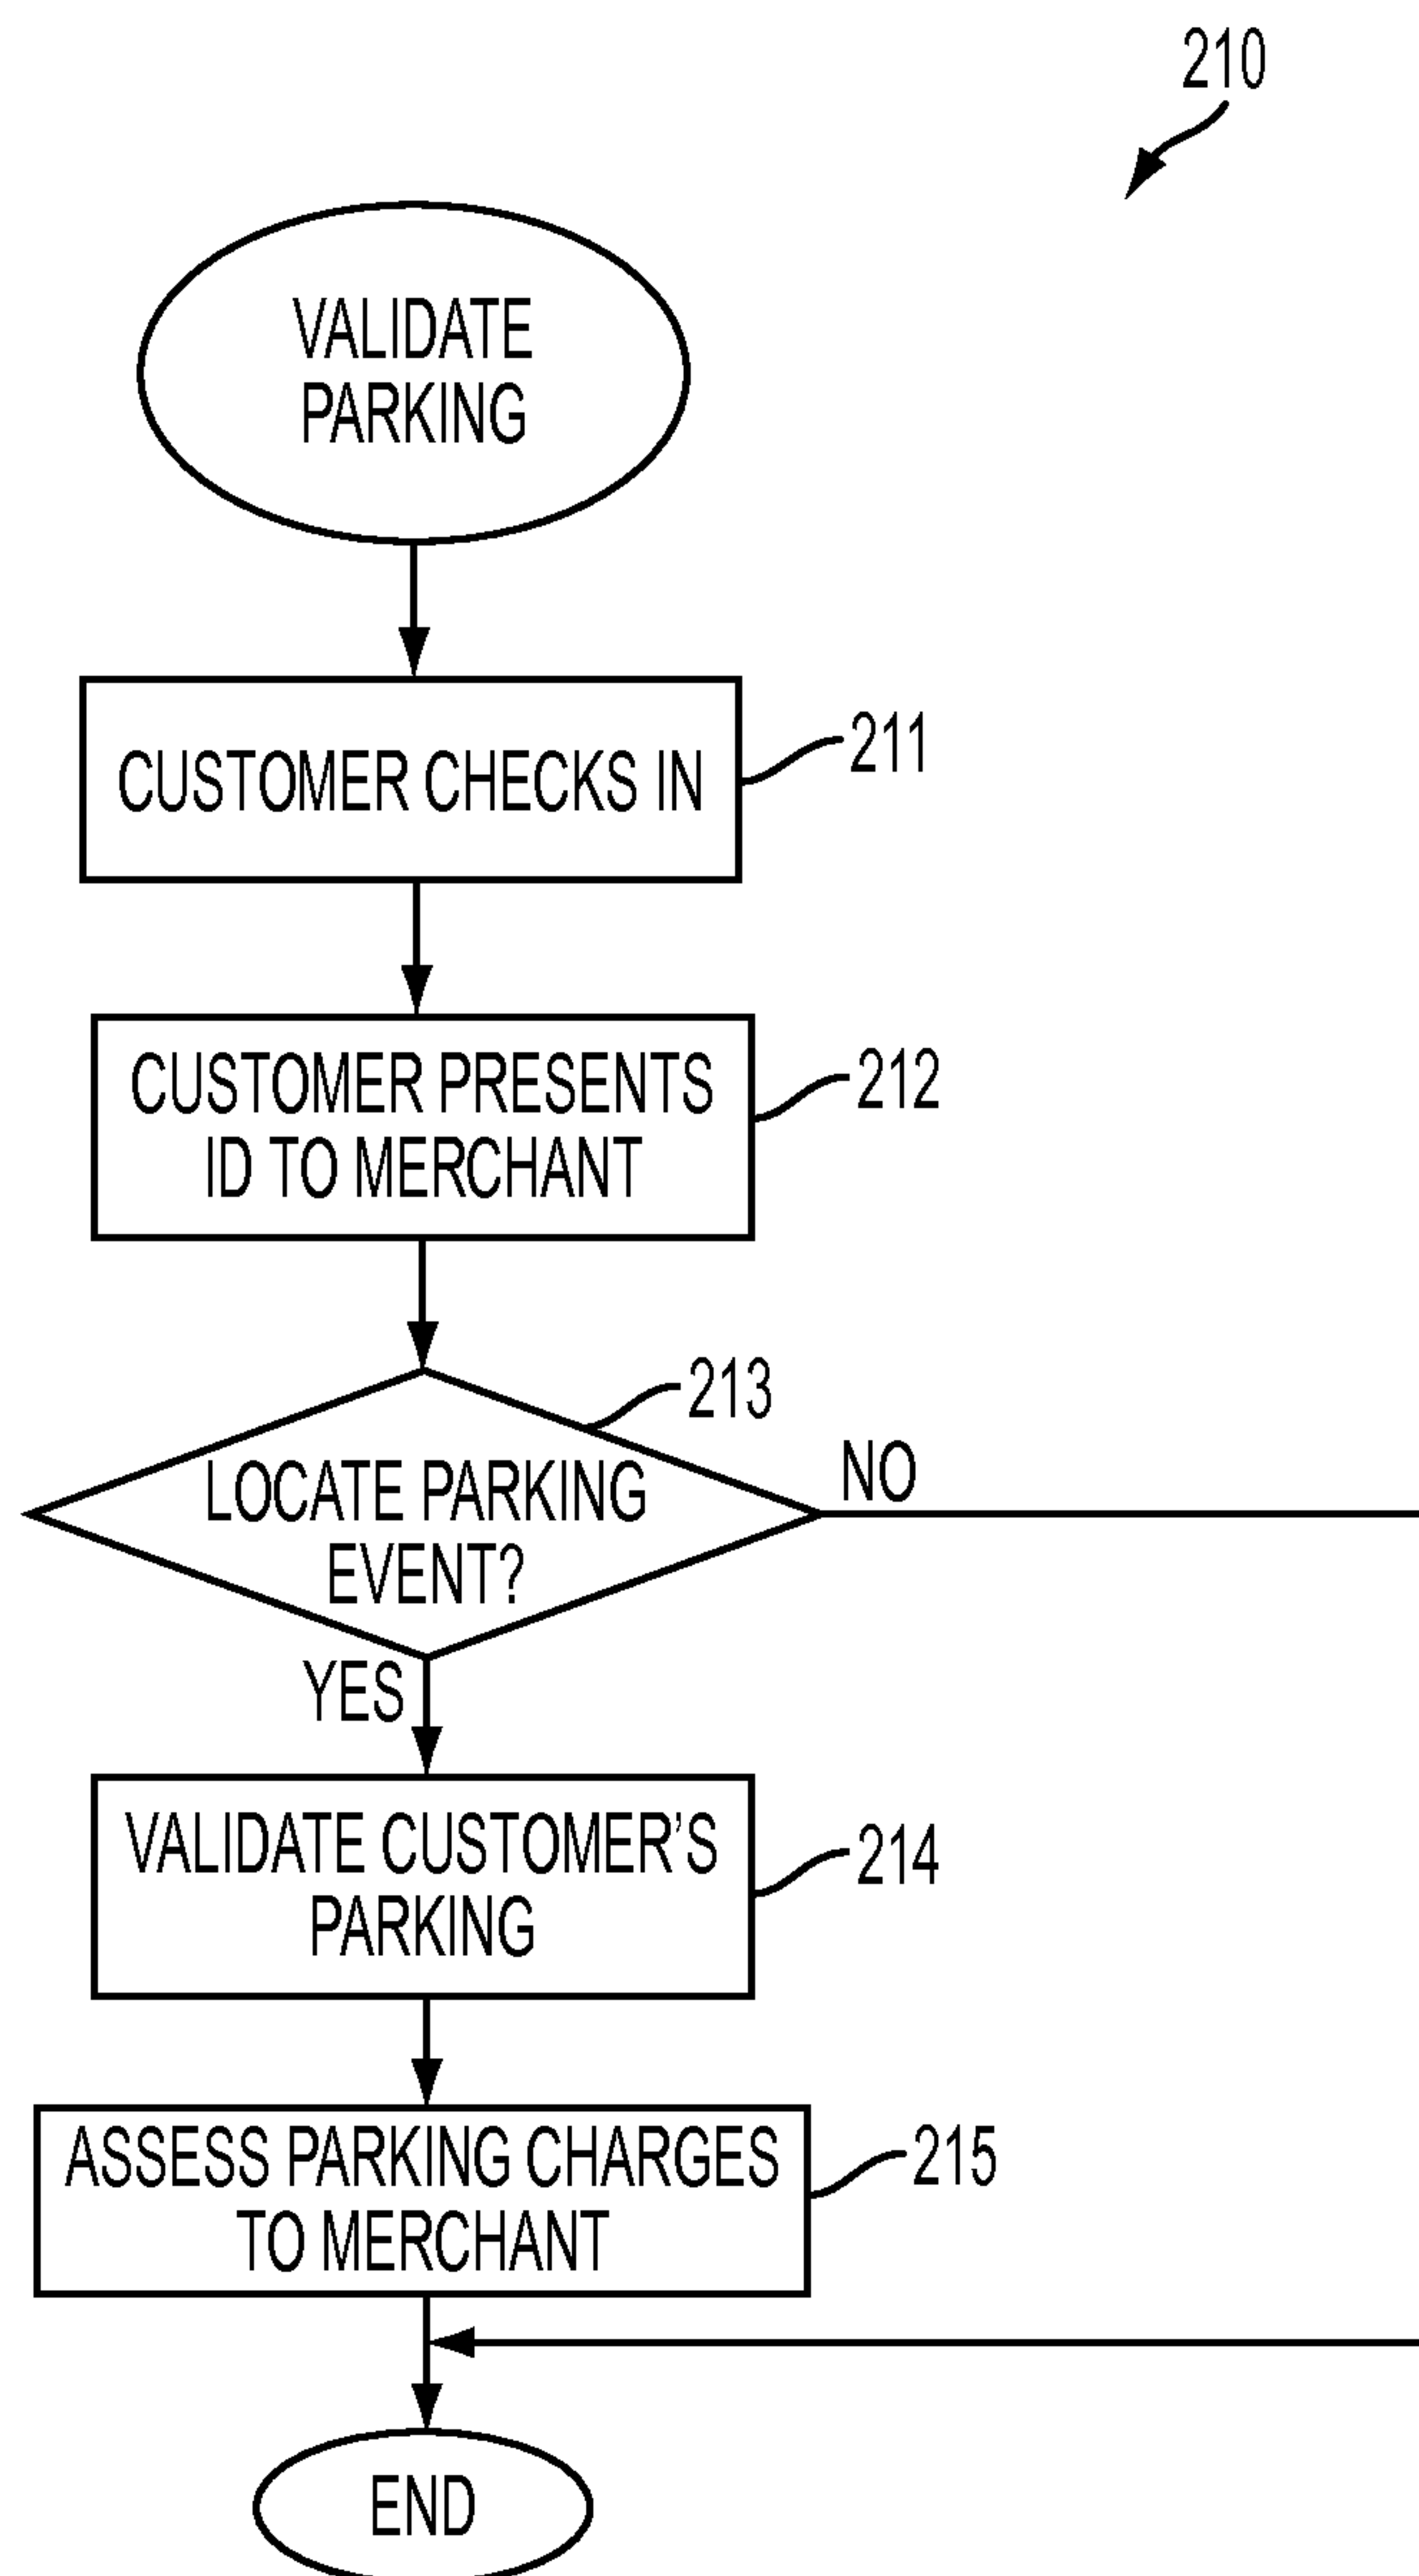 210
VALIDATE
PARKING
CUSTOMER CHECKS IN
211
CUSTOMER PRESENTS
ID TO MERCHANT
212
213
LOCATE PARKING
EVENT?
NO
YES
VALIDATE CUSTOMER'S
PARKING
214
ASSESS PARKING CHARGES
TO MERCHANT
215
END